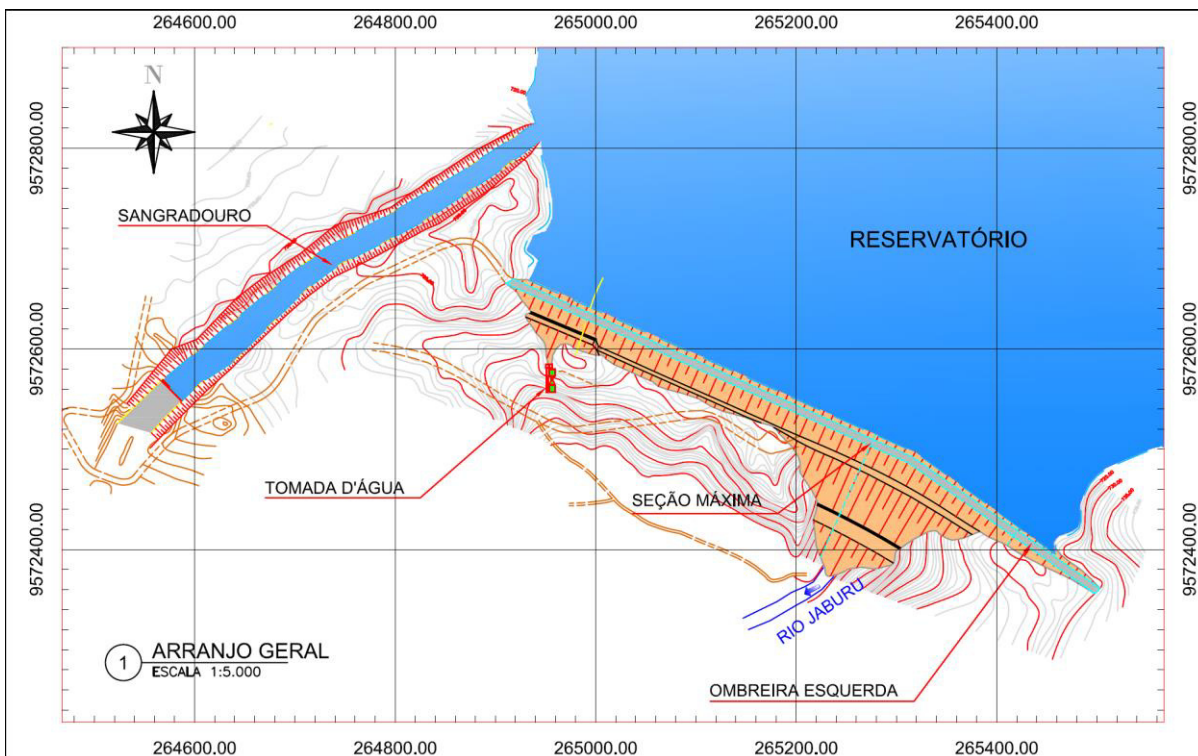 264600.00 264800.00 265000.00 265200.00 265400.00
N
9572800.00 9572800.00
SANGRADOURO
RESERVATÓRIO
9572600.00 9572600.00
TOMADA D'ÁGUA
SEÇÃO MÁXIMA
9572400.00 9572400.00
RIO JABURU
1 ARRANJO GERAL
ESCALA 1:5.000
OMBREIRA ESQUERDA
264600.00 264800.00 265000.00 265200.00 265400.00